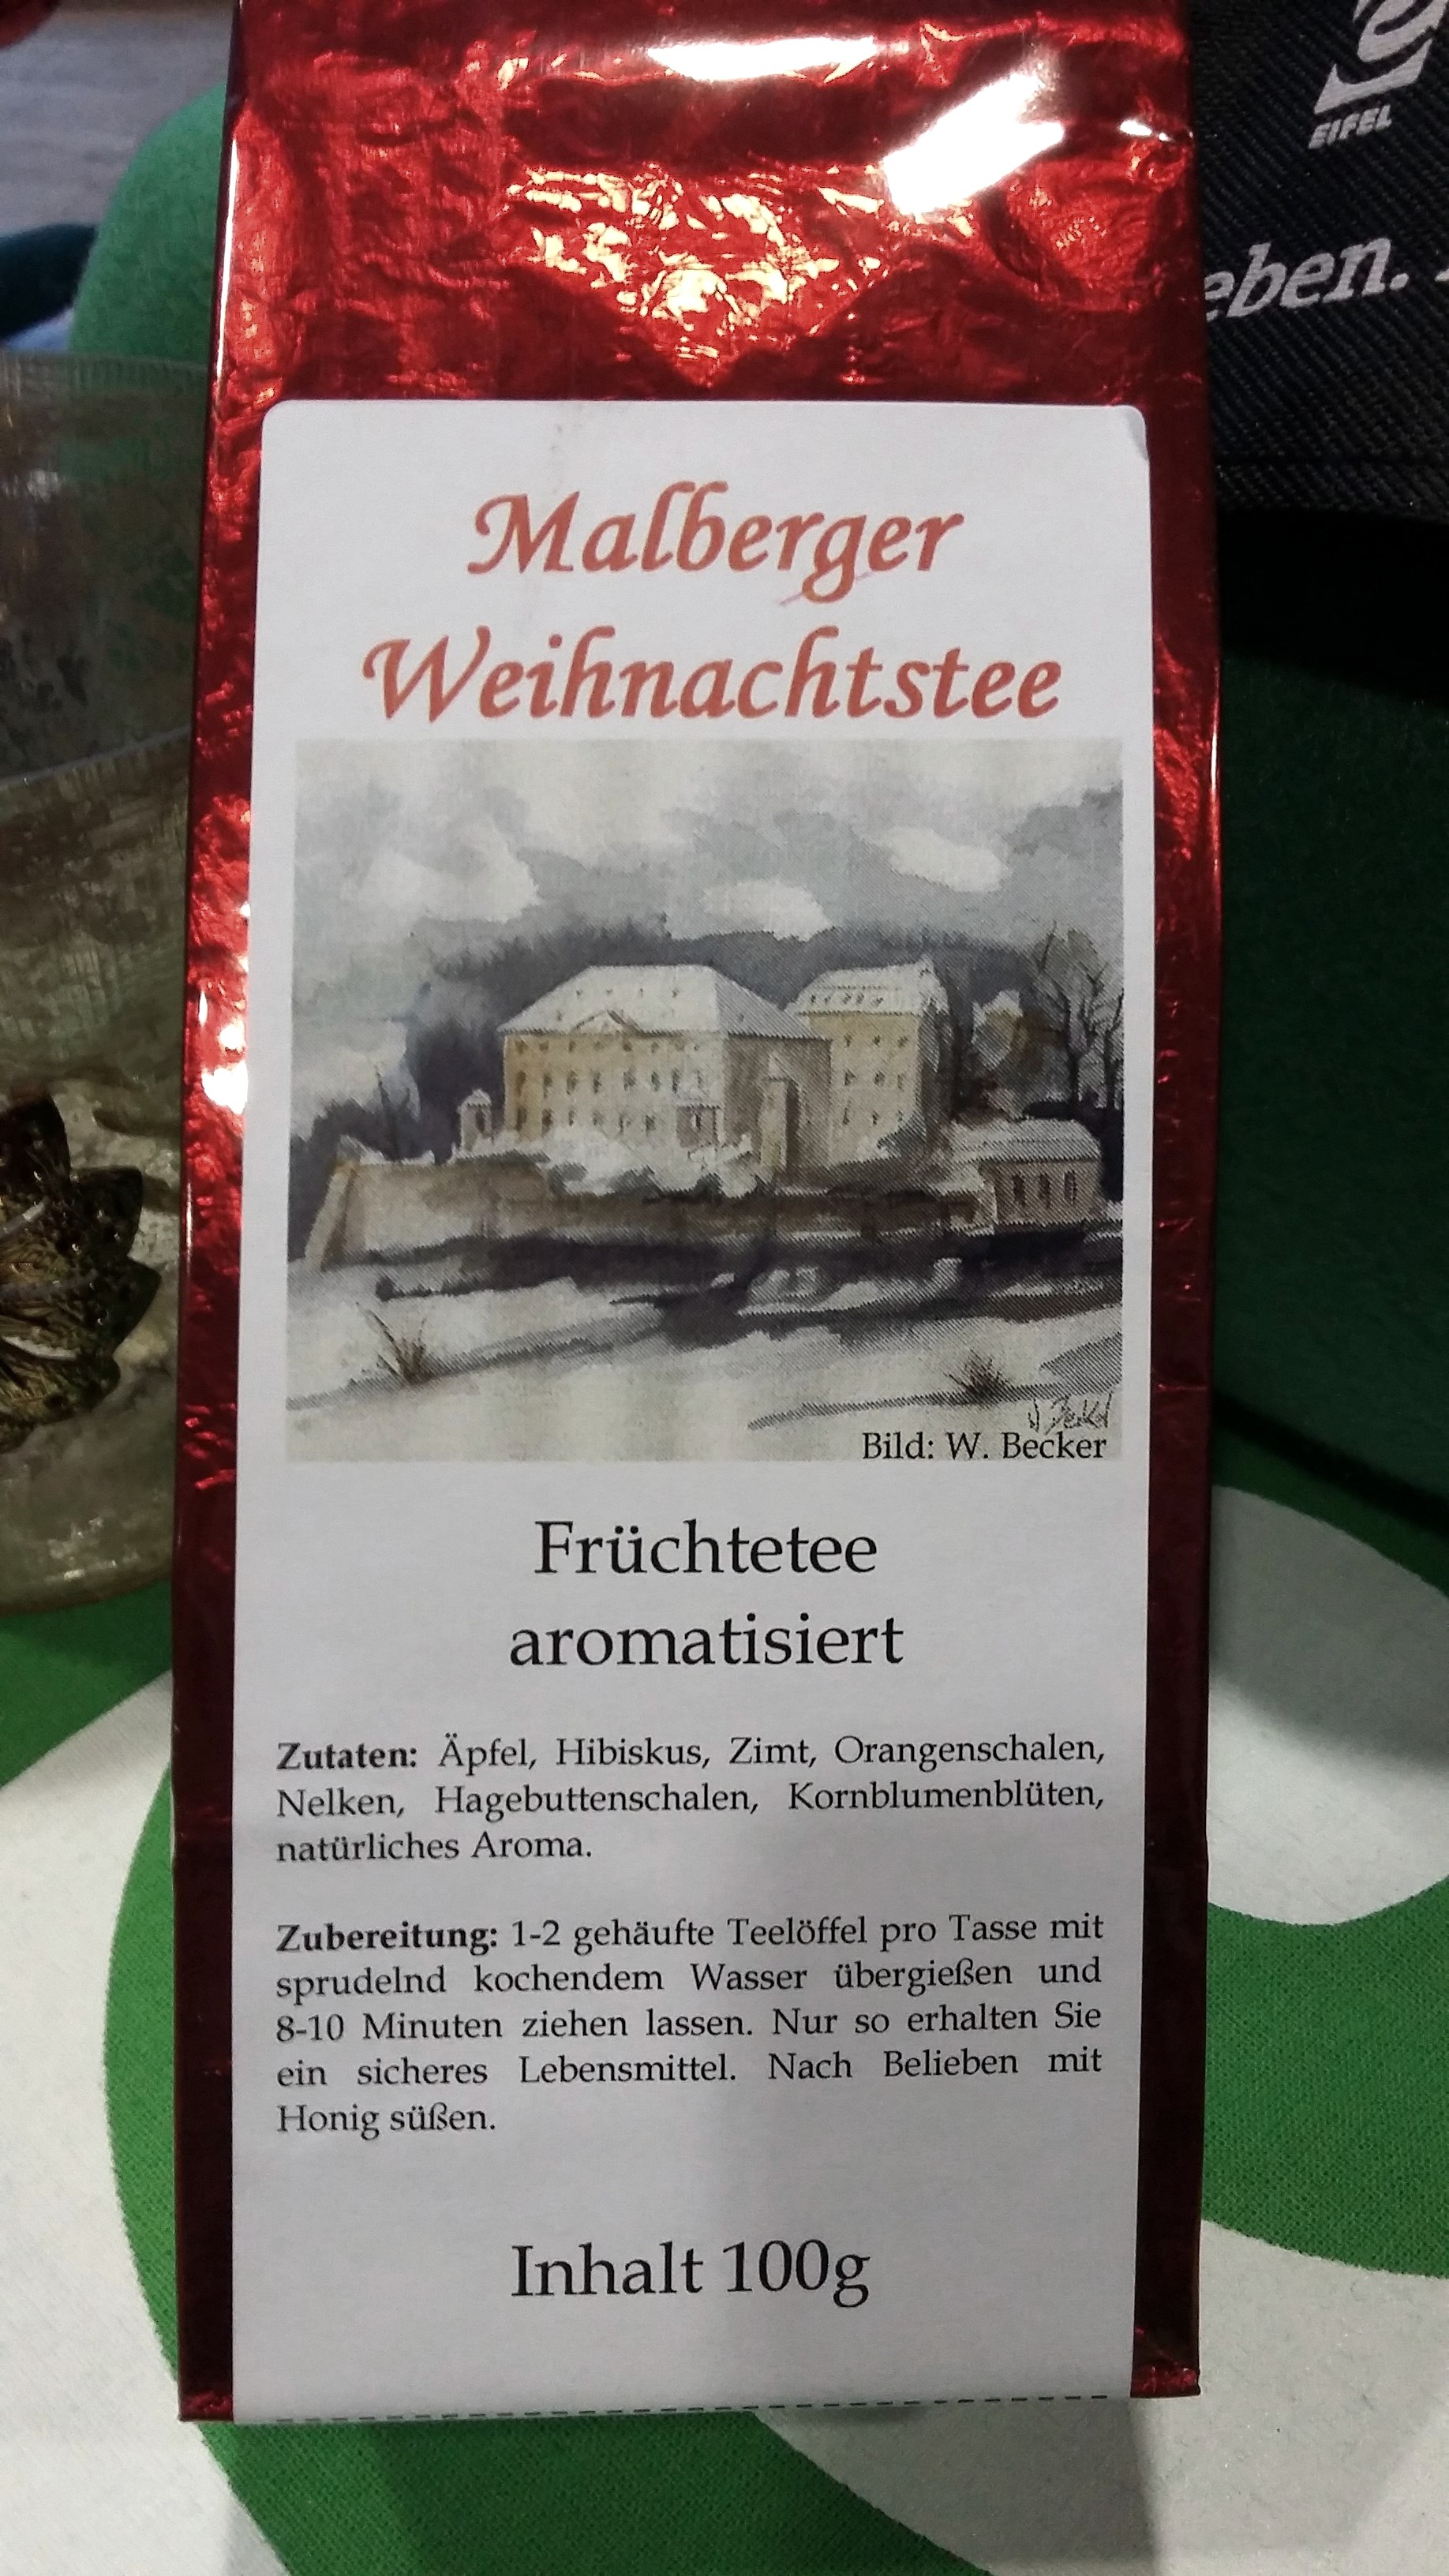 EIFEL
eben.
Malberger
Weihnachtstee
Bild: W. Becker
Früchtetee
aromatisiert
Zutaten: Äpfel, Hibiskus, Zimt, Orangenschalen,
Nelken, Hagebuttenschalen, Kornblumenblüten,
natürliches Aroma.
Zubereitung: 1-2 gehäufte Teelöffel pro Tasse mit
sprudelnd kochendem Wasser übergießen und
8-10 Minuten ziehen lassen. Nur so erhalten Sie
ein sicheres Lebensmittel. Nach Belieben mit
Honig süßen.
Inhalt 100g